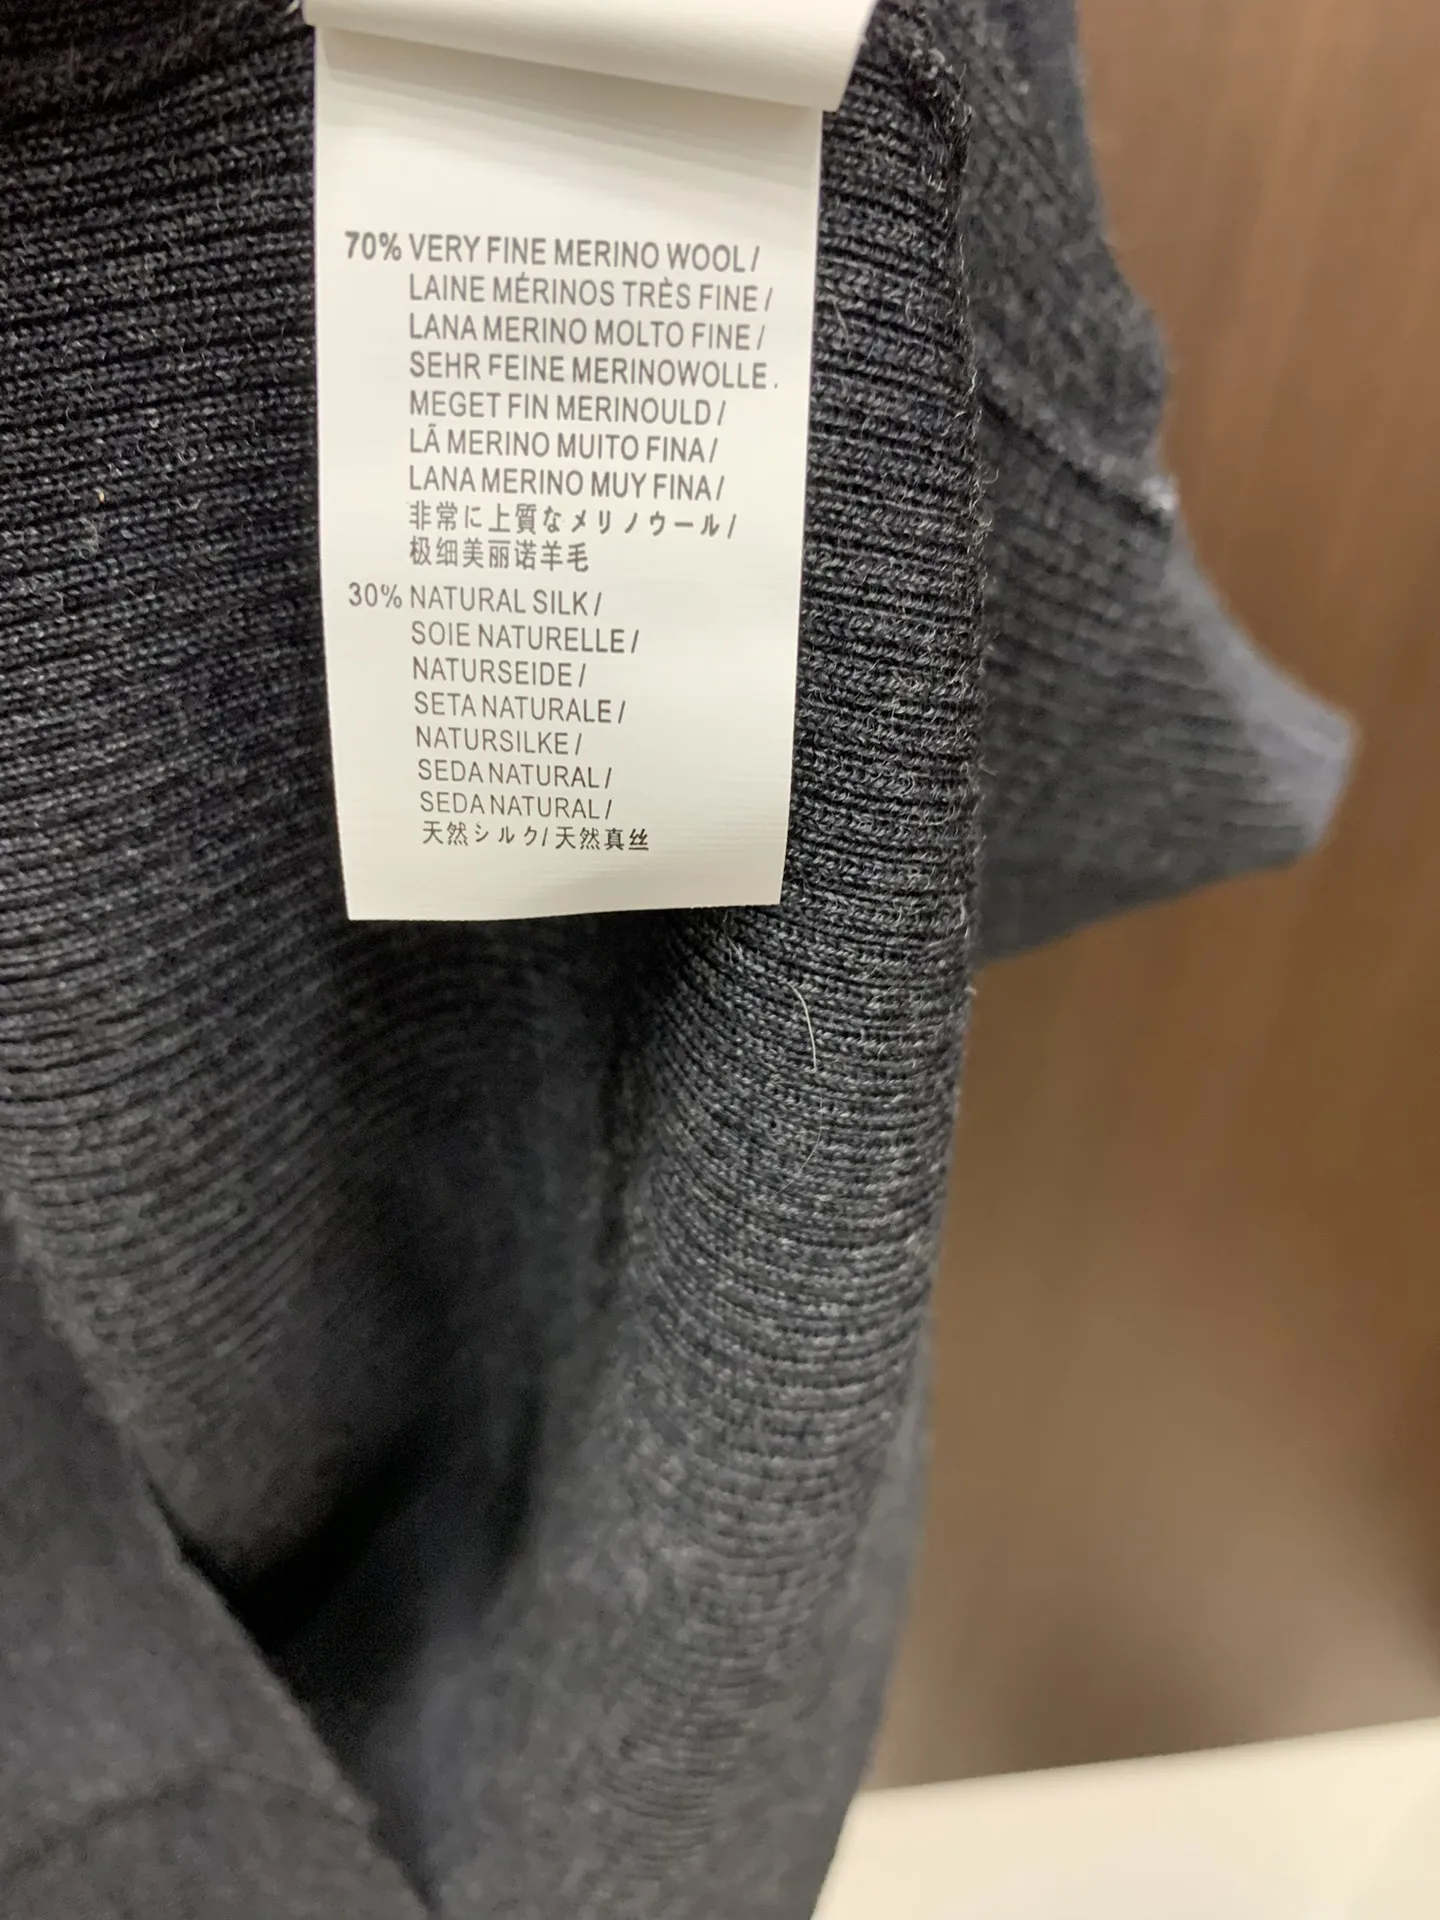 70% VERY FINE MERINO WOOL /
LAINE MÉRINOS TRÈS FINE /
LANA MERINO MOLTO FINE /
SEHR FEINE MERINOWOLLE .
MEGET FIN MERINOULD /
LÃ MERINO MUITO FINA /
LANA MERINO MUY FINA /
非常に上質なメリノウール /
极细美丽诺羊毛
30% NATURAL SILK /
SOIE NATURELLE /
NATURSEIDE /
SETA NATURALE /
NATURSILKE /
SEDA NATURAL /
SEDA NATURAL /
天然シルク/ 天然真丝